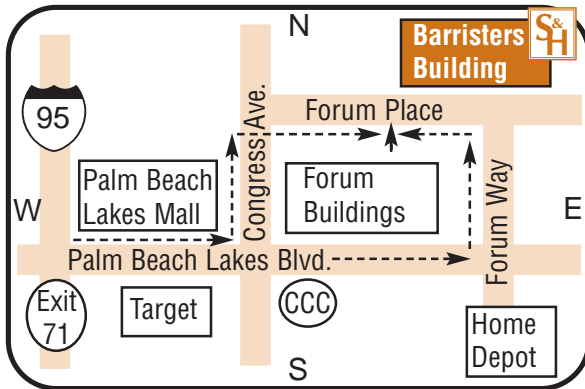 N
S&H
Barristers
Building
95
Forum Place
Congress Ave.
Palm Beach
Lakes Mall
Forum
Buildings
Forum Way
W
E
Palm Beach Lakes Blvd.
Exit
71
Target
CCC
Home
Depot
S